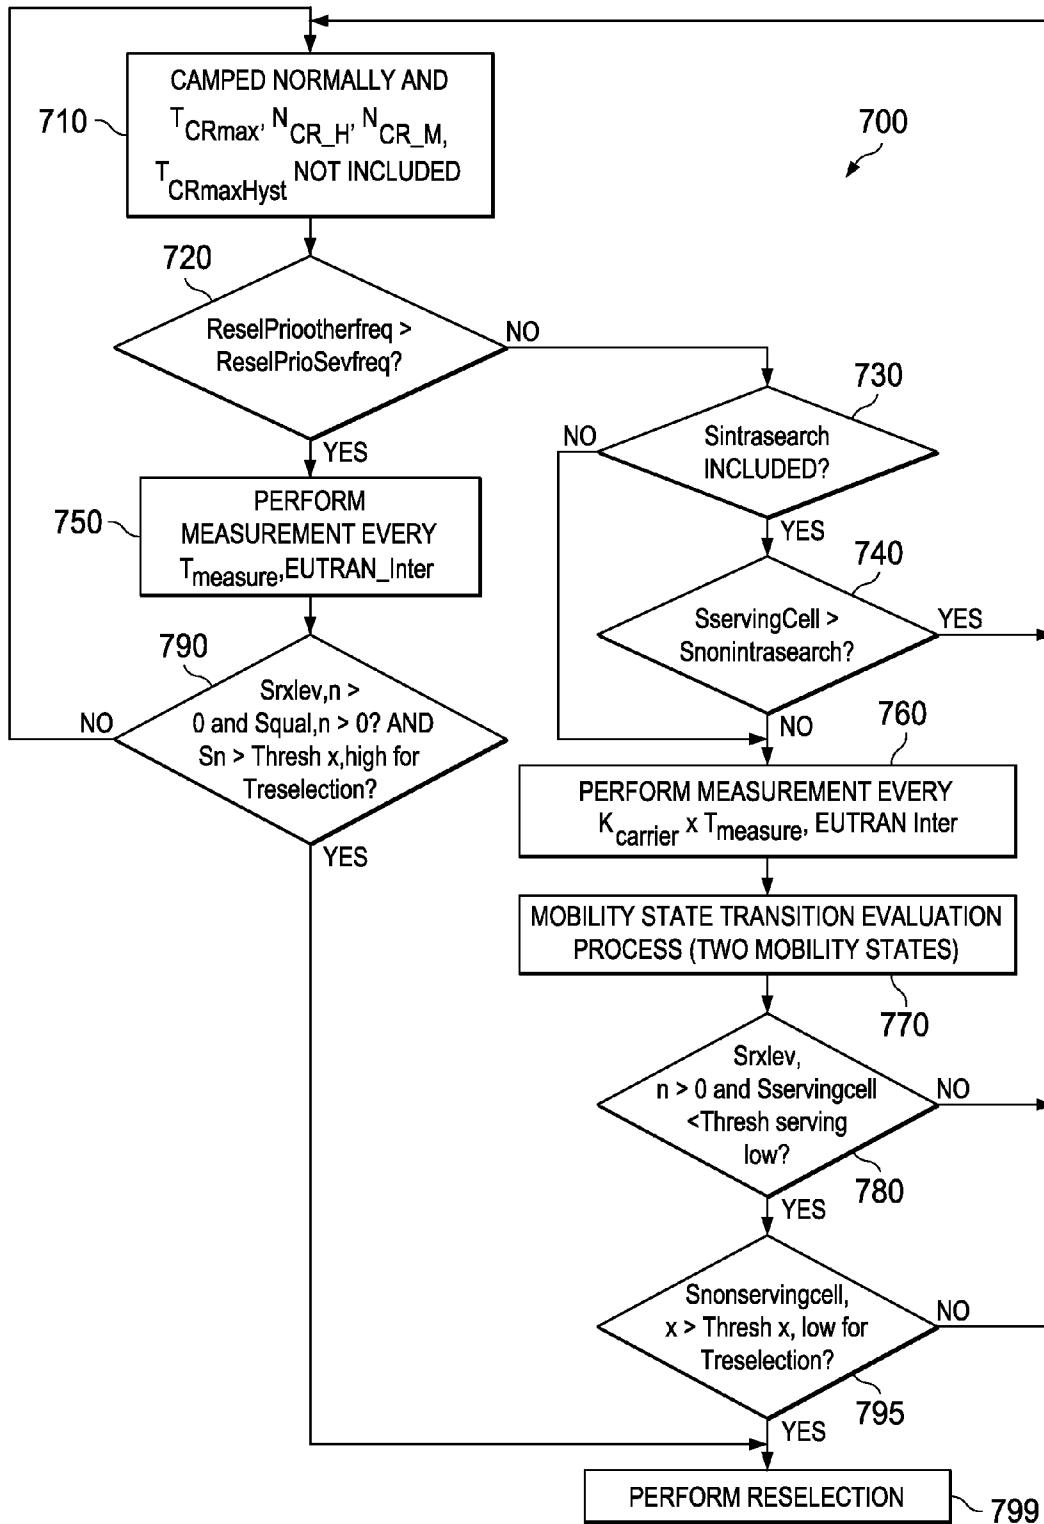 700
710
CAMPED NORMALLY AND
TCRmax, NCR_H, NCR_M,
TCRmaxHyst NOT INCLUDED
720
ReselPriootherfreq >
ReselPrioSevfreq?
NO
YES
730
Sintrasearch
INCLUDED?
NO
YES
740
SservingCell >
Snonintrasearch?
YES
NO
750
PERFORM
MEASUREMENT EVERY
Tmeasure,EUTRAN_Inter
790
Srxlev,n >
0 and Squal,n > 0? AND
Sn > Thresh x,high for
Treselection?
NO
YES
760
PERFORM MEASUREMENT EVERY
Kcarrier x Tmeasure, EUTRAN Inter
MOBILITY STATE TRANSITION EVALUATION
PROCESS (TWO MOBILITY STATES)
770
Srxlev,
n > 0 and Sservingcell
<Thresh serving
low?
NO
780
YES
Snonservingcell,
x > Thresh x, low for
Treselection?
NO
795
YES
PERFORM RESELECTION
799